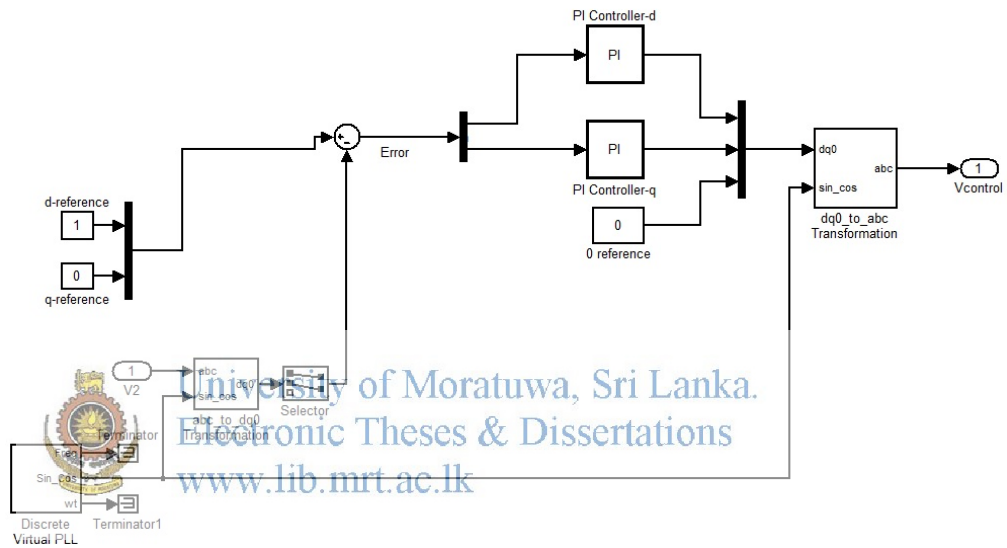 PI Controller-d
PI
PI
PI Controller-q
Error
d-reference
1
0
q-reference
0
0 reference
dq0
sin_cos
abc
dq0_to_abc
Transformation
1
Vcontrol
1
V2
abc
sin_cos
dq0
abc_to_dq0
Transformation
Selector
University of Moratuwa, Sri Lanka.
Electronic Theses & Dissertations
www.lib.mrt.ac.lk
Terminator
Freq
Sin_Cos
wt
Terminator1
Discrete
Virtual PLL